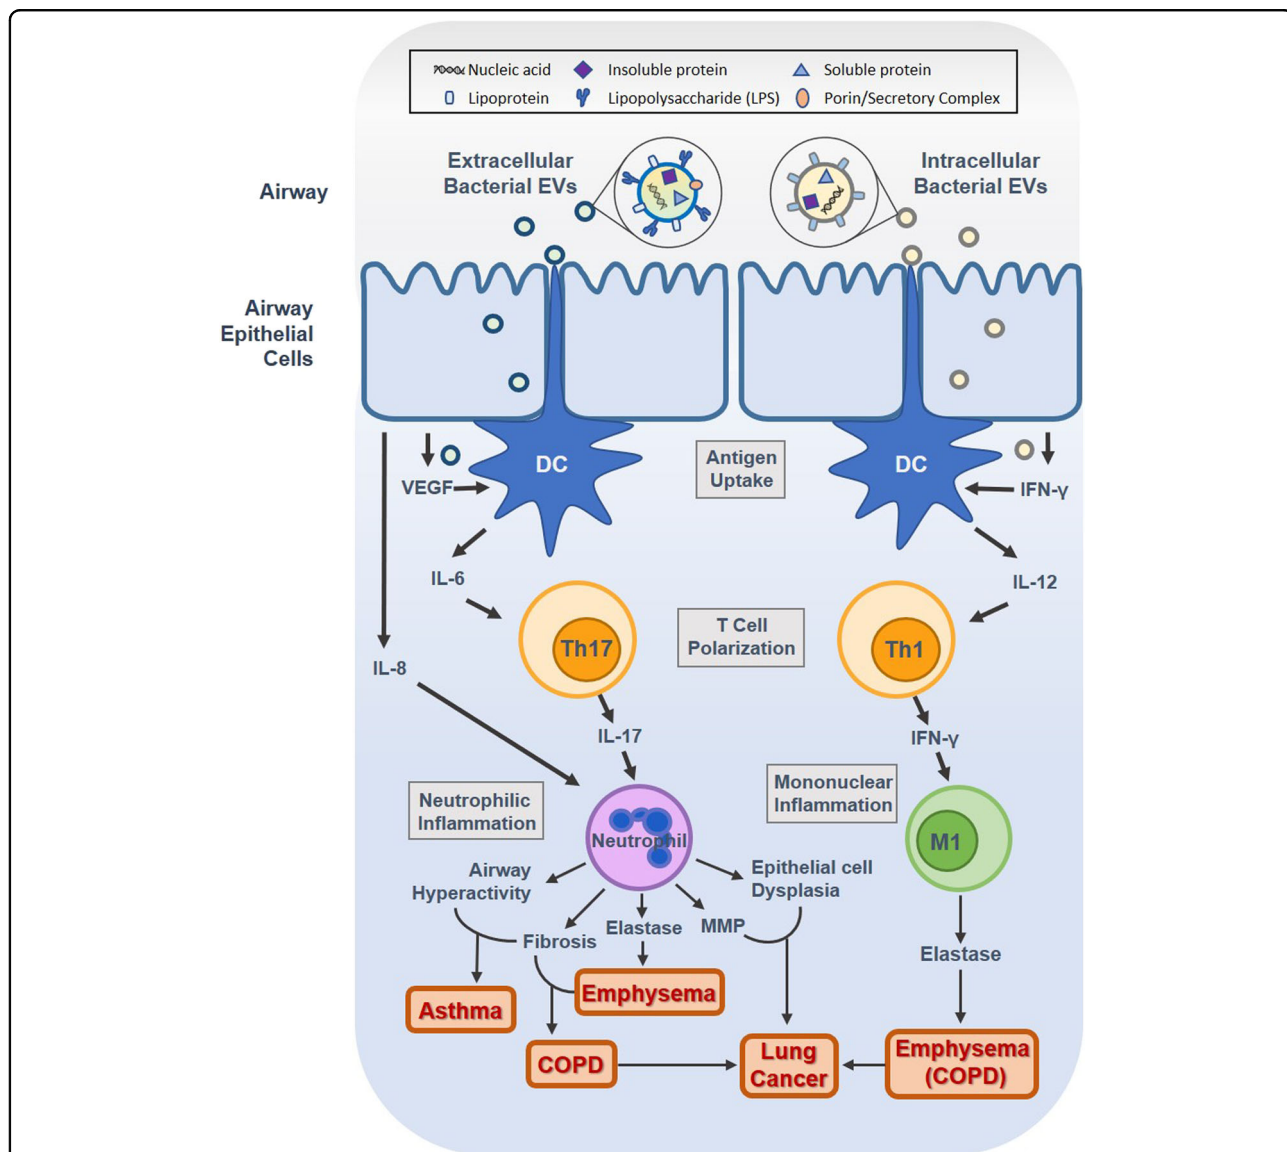 Nucleic acid
Insoluble protein
Soluble protein
Lipoprotein
Lipopolysaccharide (LPS)
Porin/Secretory Complex
Extracellular
Bacterial EVs
Intracellular
Bacterial EVs
Airway
Airway
Epithelial
Cells
DC
Antigen
Uptake
DC
VEGF
IFN-γ
IL-6
IL-12
T Cell
Polarization
Th17
Th1
IL-8
IL-17
IFN-γ
Neutrophilic
Inflammation
Mononuclear
Inflammation
Neutrophil
M1
Airway
Hyperactivity
Epithelial cell
Dysplasia
Fibrosis
Elastase
MMP
Elastase
Asthma
Emphysema
COPD
Lung
Cancer
Emphysema
(COPD)